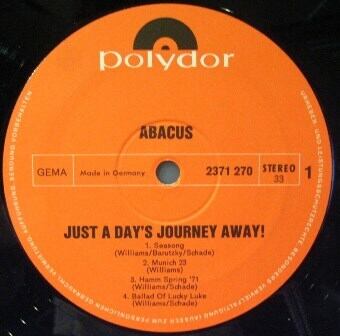 polydor
ABACUS
GEMA
Made in Germany
2371 270
STEREO
33
1
JUST A DAY'S JOURNEY AWAY!
1. Seasong
(Williams/Barutzky/Schade)
2. Munich 23
(Williams)
3. Hamm Spring '71
(Williams/Schade)
4. Ballad Of Lucky Luke
(Williams/Schade)